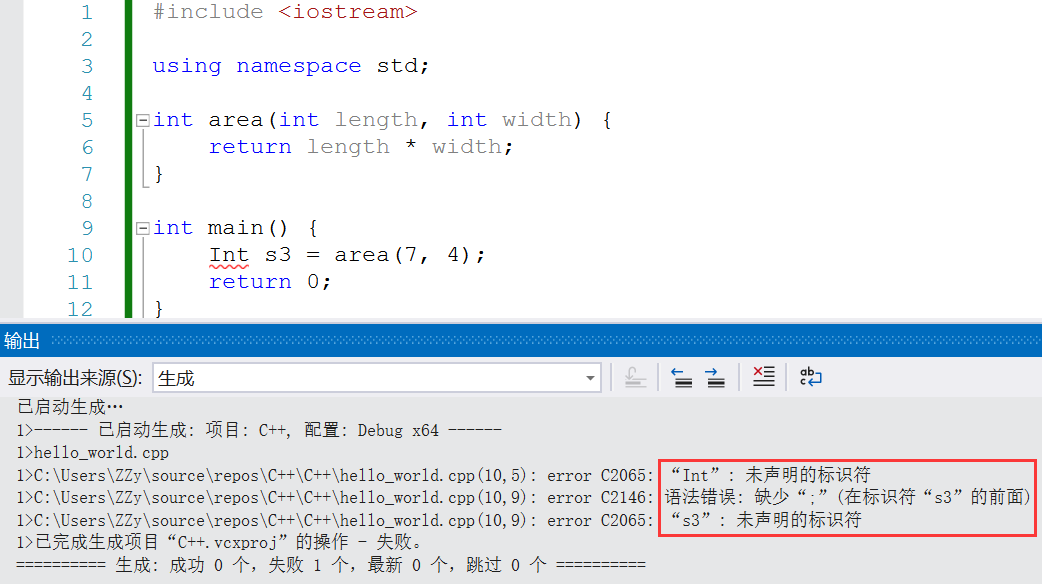 1 #include <iostream>
2
3 using namespace std;
4
5 int area(int length, int width) {
6 return length * width;
7 }
8
9 int main() {
10 Int s3 = area(7, 4);
11 return 0;
12 }
输出
显示输出来源(S): 生成
已启动生成…
1>------ 已启动生成: 项目: C++, 配置: Debug x64 ------
1>hello_world.cpp
1>C:\Users\ZZy\source\repos\C++\C++\hello_world.cpp(10,5): error C2065: “Int”: 未声明的标识符
1>C:\Users\ZZy\source\repos\C++\C++\hello_world.cpp(10,9): error C2146: 语法错误: 缺少“;”(在标识符“s3”的前面)
1>C:\Users\ZZy\source\repos\C++\C++\hello_world.cpp(10,9): error C2065: “s3”: 未声明的标识符
1>已完成生成项目“C++.vcxproj”的操作 - 失败。
========== 生成: 成功 0 个，失败 1 个，最新 0 个，跳过 0 个 ==========